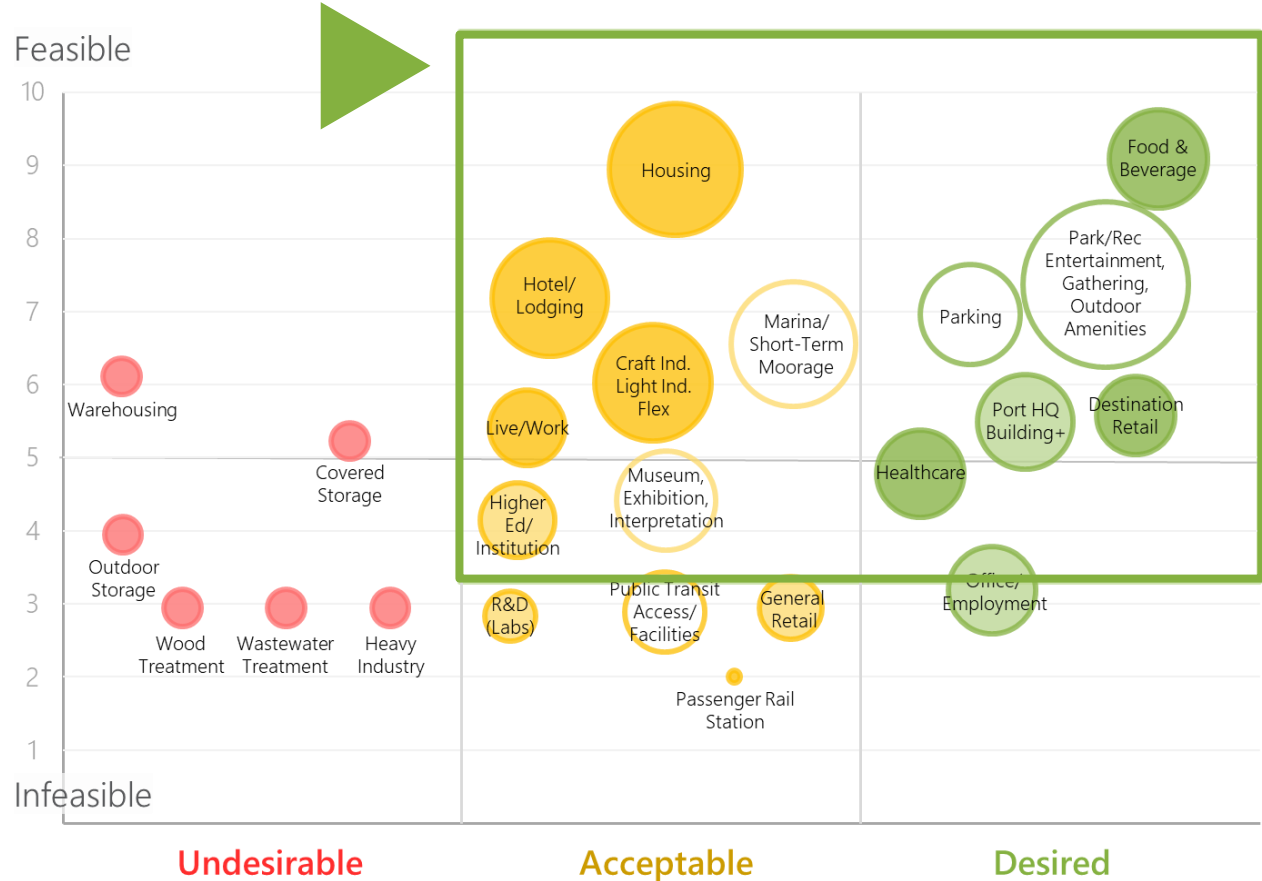 Feasible
10
9
8
7
6
5
4
3
2
1
Infeasible
Housing
Food &
Beverage
Hotel/
Lodging
Park/Rec
Entertainment,
Gathering,
Outdoor
Amenities
Marina/
Short-Term
Moorage
Parking
Craft Ind.
Light Ind.
Flex
Warehousing
Live/Work
Port HQ
Building+
Destination
Retail
Covered
Storage
Healthcare
Museum,
Exhibition,
Interpretation
Higher
Ed/
Institution
Outdoor
Storage
Wood
Treatment
Wastewater
Treatment
Heavy
Industry
R&D
(Labs)
Public Transit
Access/
Facilities
General
Retail
Office/
Employment
Passenger Rail
Station
Undesirable
Acceptable
Desired